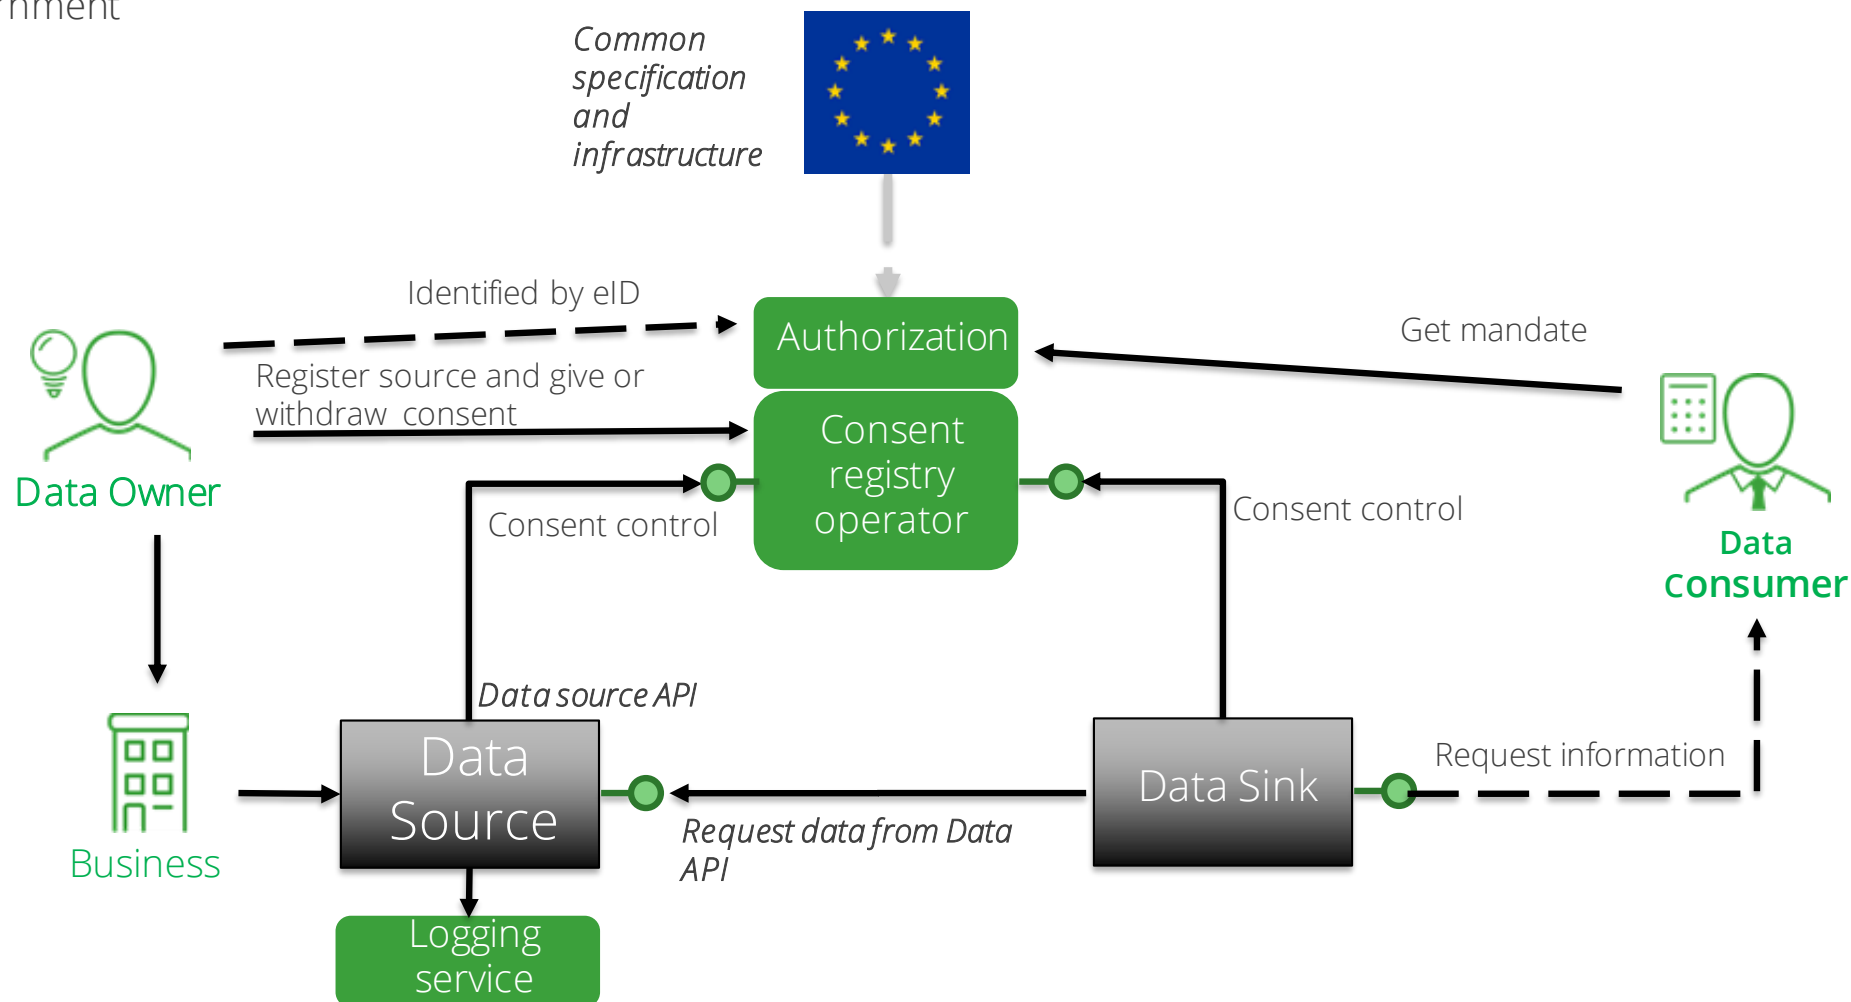 rnment
Common
specification
and
infrastructure
Identified by eID
Authorization
Get mandate
Register source and give or
withdraw consent
Consent
registry
operator
Data Owner
Consent control
Consent control
Data
Consumer
Data source API
Data
Source
Data Sink
Request information
Request data from Data
API
Business
Logging
service